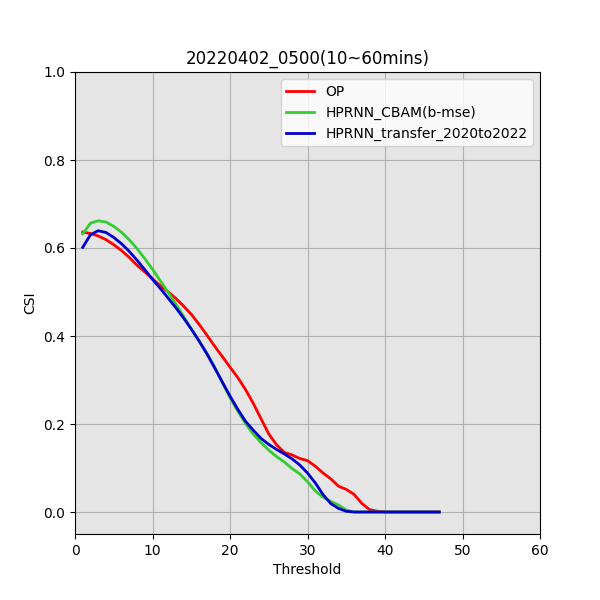 20220402_0500(10~60mins)
OP
HPRNN_CBAM(b-mse)
HPRNN_transfer_2020to2022
1.0
0.8
0.6
0.4
0.2
0.0
CSI
0 10 20 30 40 50 60
Threshold